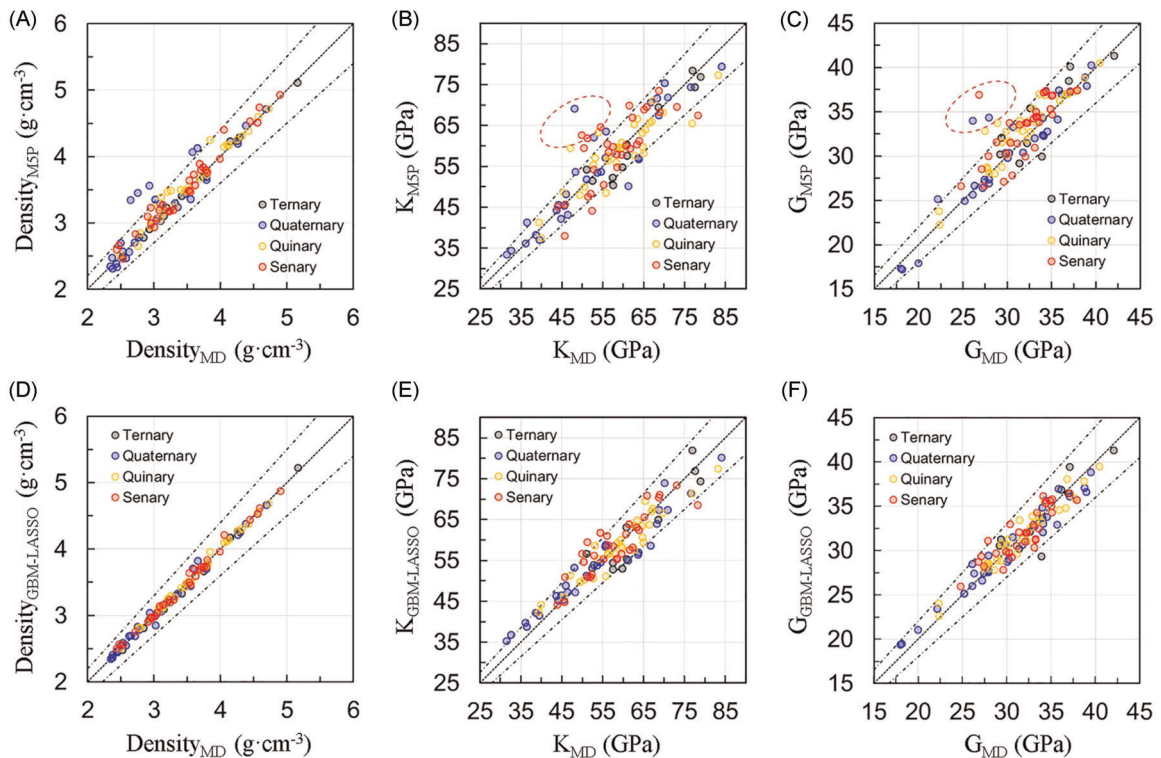 (A)
6
5
4
3
2
2 3 4 5 6
Density_M5P (g·cm⁻³)
Density_MD (g·cm⁻³)
Ternary
Quaternary
Quinary
Senary
(B)
85
75
65
55
45
35
25
25 35 45 55 65 75 85
K_M5P (GPa)
K_MD (GPa)
Ternary
Quaternary
Quinary
Senary
(C)
45
40
35
30
25
20
15
15 20 25 30 35 40 45
G_M5P (GPa)
G_MD (GPa)
Ternary
Quaternary
Quinary
Senary
(D)
6
5
4
3
2
2 3 4 5 6
Density_GBM-LASSO (g·cm⁻³)
Density_MD (g·cm⁻³)
Ternary
Quaternary
Quinary
Senary
(E)
85
75
65
55
45
35
25
25 35 45 55 65 75 85
K_GBM-LASSO (GPa)
K_MD (GPa)
Ternary
Quaternary
Quinary
Senary
(F)
45
40
35
30
25
20
15
15 20 25 30 35 40 45
G_GBM-LASSO (GPa)
G_MD (GPa)
Ternary
Quaternary
Quinary
Senary